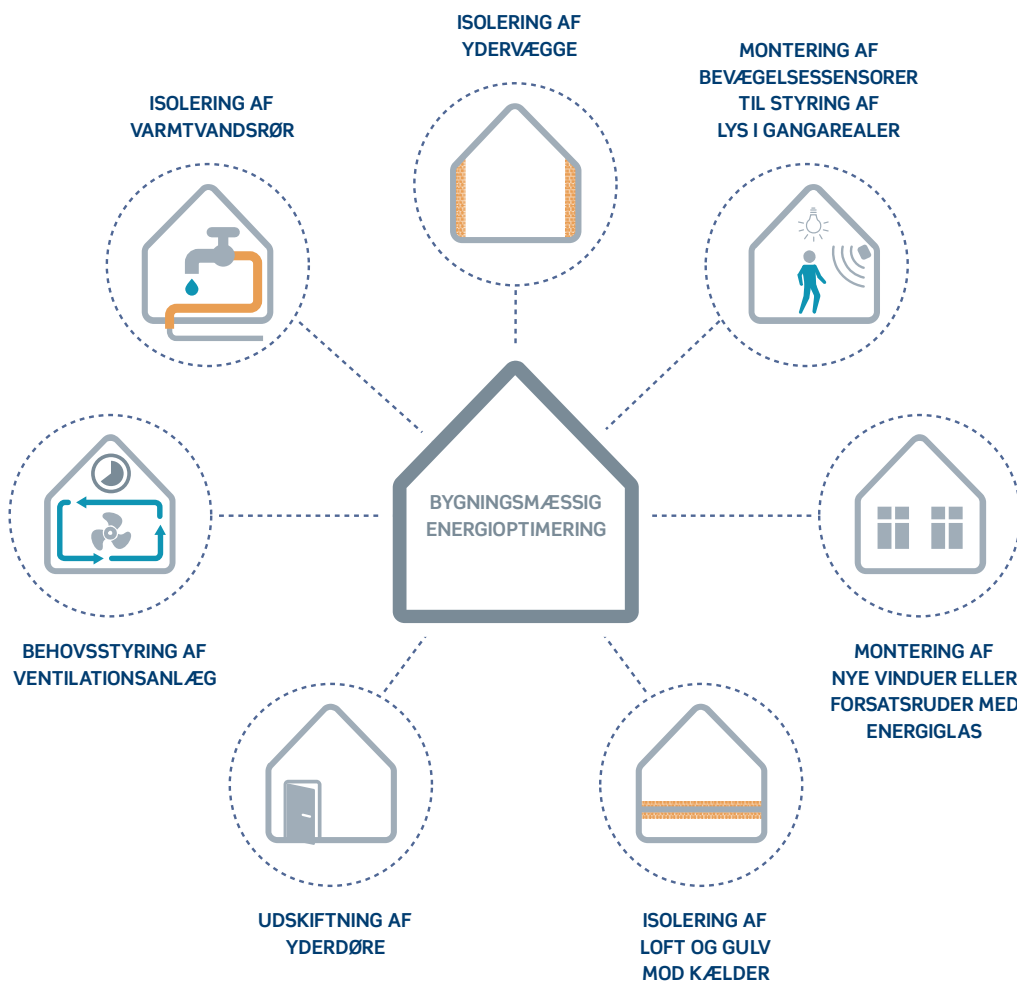 ISOLERING AF
YDERVÆGGE
MONTERING AF
BEVÆGELSESSENSORER
TIL STYRING AF
LYS I GANGAREALER
ISOLERING AF
VARMTVANDSRØR
BYGNINGSMÆSSIG
ENERGIOPTIMERING
BEHOVSSTYRING AF
VENTILATIONSANLÆG
MONTERING AF
NYE VINDUER ELLER
FORSATSRUDER MED
ENERGIGLAS
UDSKIFTNING AF
YDERDØRE
ISOLERING AF
LOFT OG GULV
MOD KÆLDER